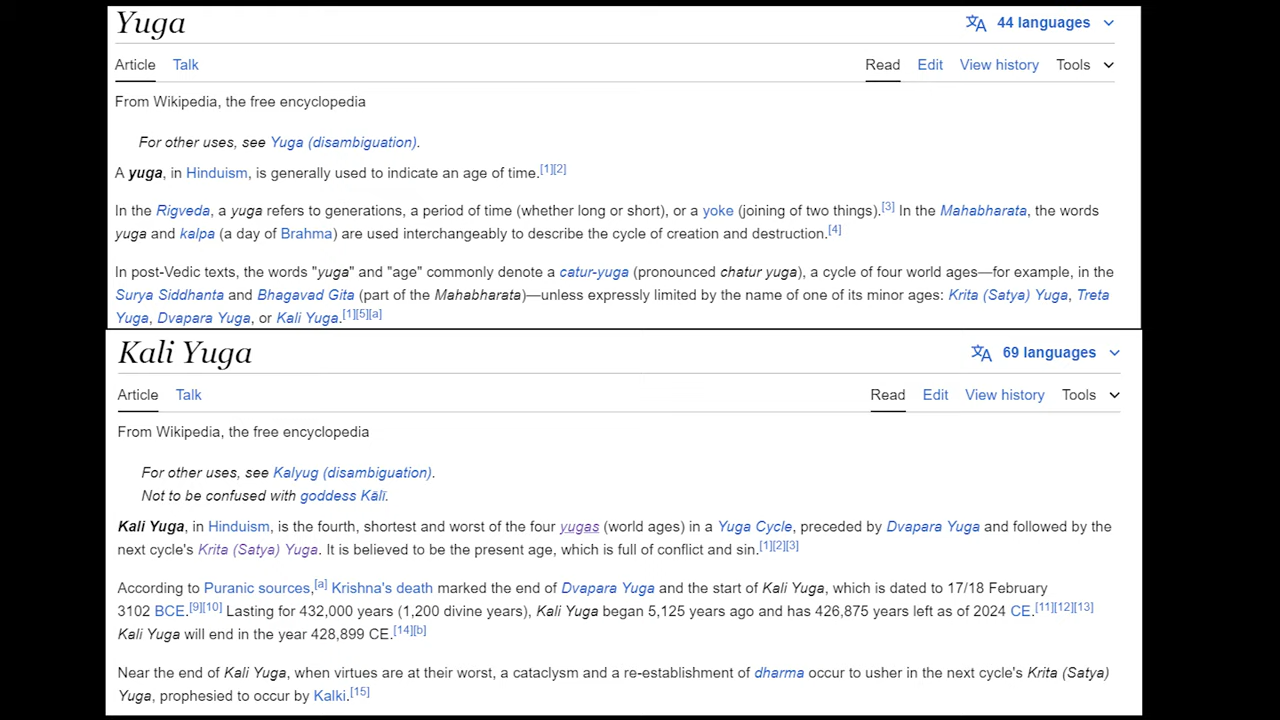 Yuga
44 languages
Article Talk Read Edit View history Tools
From Wikipedia, the free encyclopedia
For other uses, see Yuga (disambiguation).
A yuga, in Hinduism, is generally used to indicate an age of time.[1][2]
In the Rigveda, a yuga refers to generations, a period of time (whether long or short), or a yoke (joining of two things).[3] In the Mahabharata, the words
yuga and kalpa (a day of Brahma) are used interchangeably to describe the cycle of creation and destruction.[4]
In post-Vedic texts, the words "yuga" and "age" commonly denote a catur-yuga (pronounced chatur yuga), a cycle of four world ages—for example, in the
Surya Siddhanta and Bhagavad Gita (part of the Mahabharata)—unless expressly limited by the name of one of its minor ages: Krita (Satya) Yuga, Treta
Yuga, Dvapara Yuga, or Kali Yuga.[1][5][a]
Kali Yuga
69 languages
Article Talk Read Edit View history Tools
From Wikipedia, the free encyclopedia
For other uses, see Kalyug (disambiguation).
Not to be confused with goddess Kālī.
Kali Yuga, in Hinduism, is the fourth, shortest and worst of the four yugas (world ages) in a Yuga Cycle, preceded by Dvapara Yuga and followed by the
next cycle's Krita (Satya) Yuga. It is believed to be the present age, which is full of conflict and sin.[1][2][3]
According to Puranic sources,[a] Krishna's death marked the end of Dvapara Yuga and the start of Kali Yuga, which is dated to 17/18 February
3102 BCE.[9][10] Lasting for 432,000 years (1,200 divine years), Kali Yuga began 5,125 years ago and has 426,875 years left as of 2024 CE.[11][12][13]
Kali Yuga will end in the year 428,899 CE.[14][b]
Near the end of Kali Yuga, when virtues are at their worst, a cataclysm and a re-establishment of dharma occur to usher in the next cycle's Krita (Satya)
Yuga, prophesied to occur by Kalki.[15]